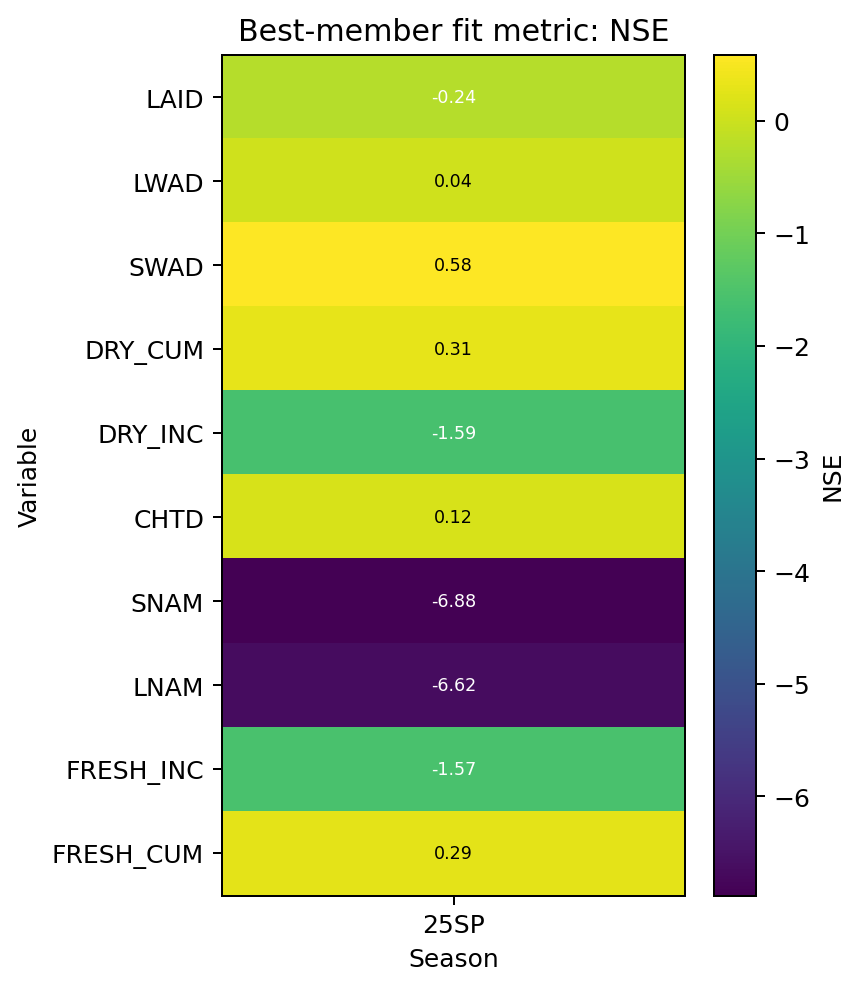 Best-member fit metric: NSE
LAID
-0.24
LWAD
0.04
SWAD
0.58
DRY_CUM
0.31
DRY_INC
-1.59
CHTD
0.12
SNAM
-6.88
LNAM
-6.62
FRESH_INC
-1.57
FRESH_CUM
0.29
Variable
25SP
Season
0
−1
−2
−3
−4
−5
−6
NSE